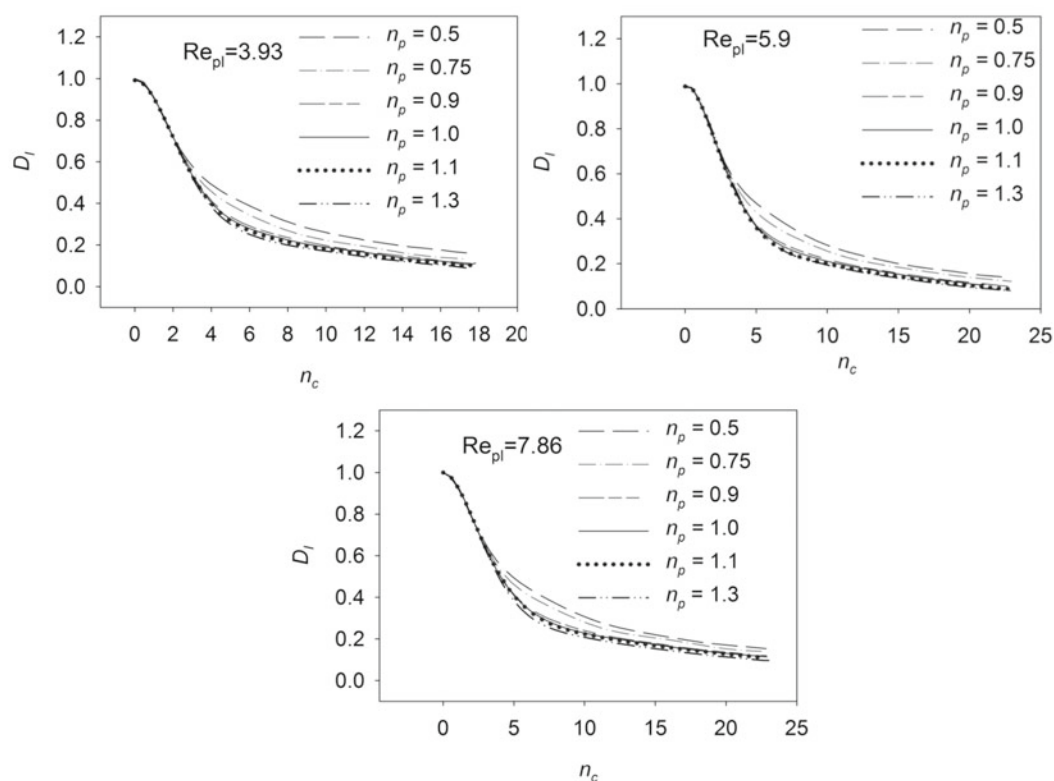 1.2
1.0
0.8
0.6
0.4
0.2
0.0
D_l
Re_pl=3.93
n_p = 0.5
n_p = 0.75
n_p = 0.9
n_p = 1.0
n_p = 1.1
n_p = 1.3
0 2 4 6 8 10 12 14 16 18 20
n_c
1.2
1.0
0.8
0.6
0.4
0.2
0.0
D_l
Re_pl=5.9
n_p = 0.5
n_p = 0.75
n_p = 0.9
n_p = 1.0
n_p = 1.1
n_p = 1.3
0 5 10 15 20 25
n_c
1.2
1.0
0.8
0.6
0.4
0.2
0.0
D_l
Re_pl=7.86
n_p = 0.5
n_p = 0.75
n_p = 0.9
n_p = 1.0
n_p = 1.1
n_p = 1.3
0 5 10 15 20 25
n_c